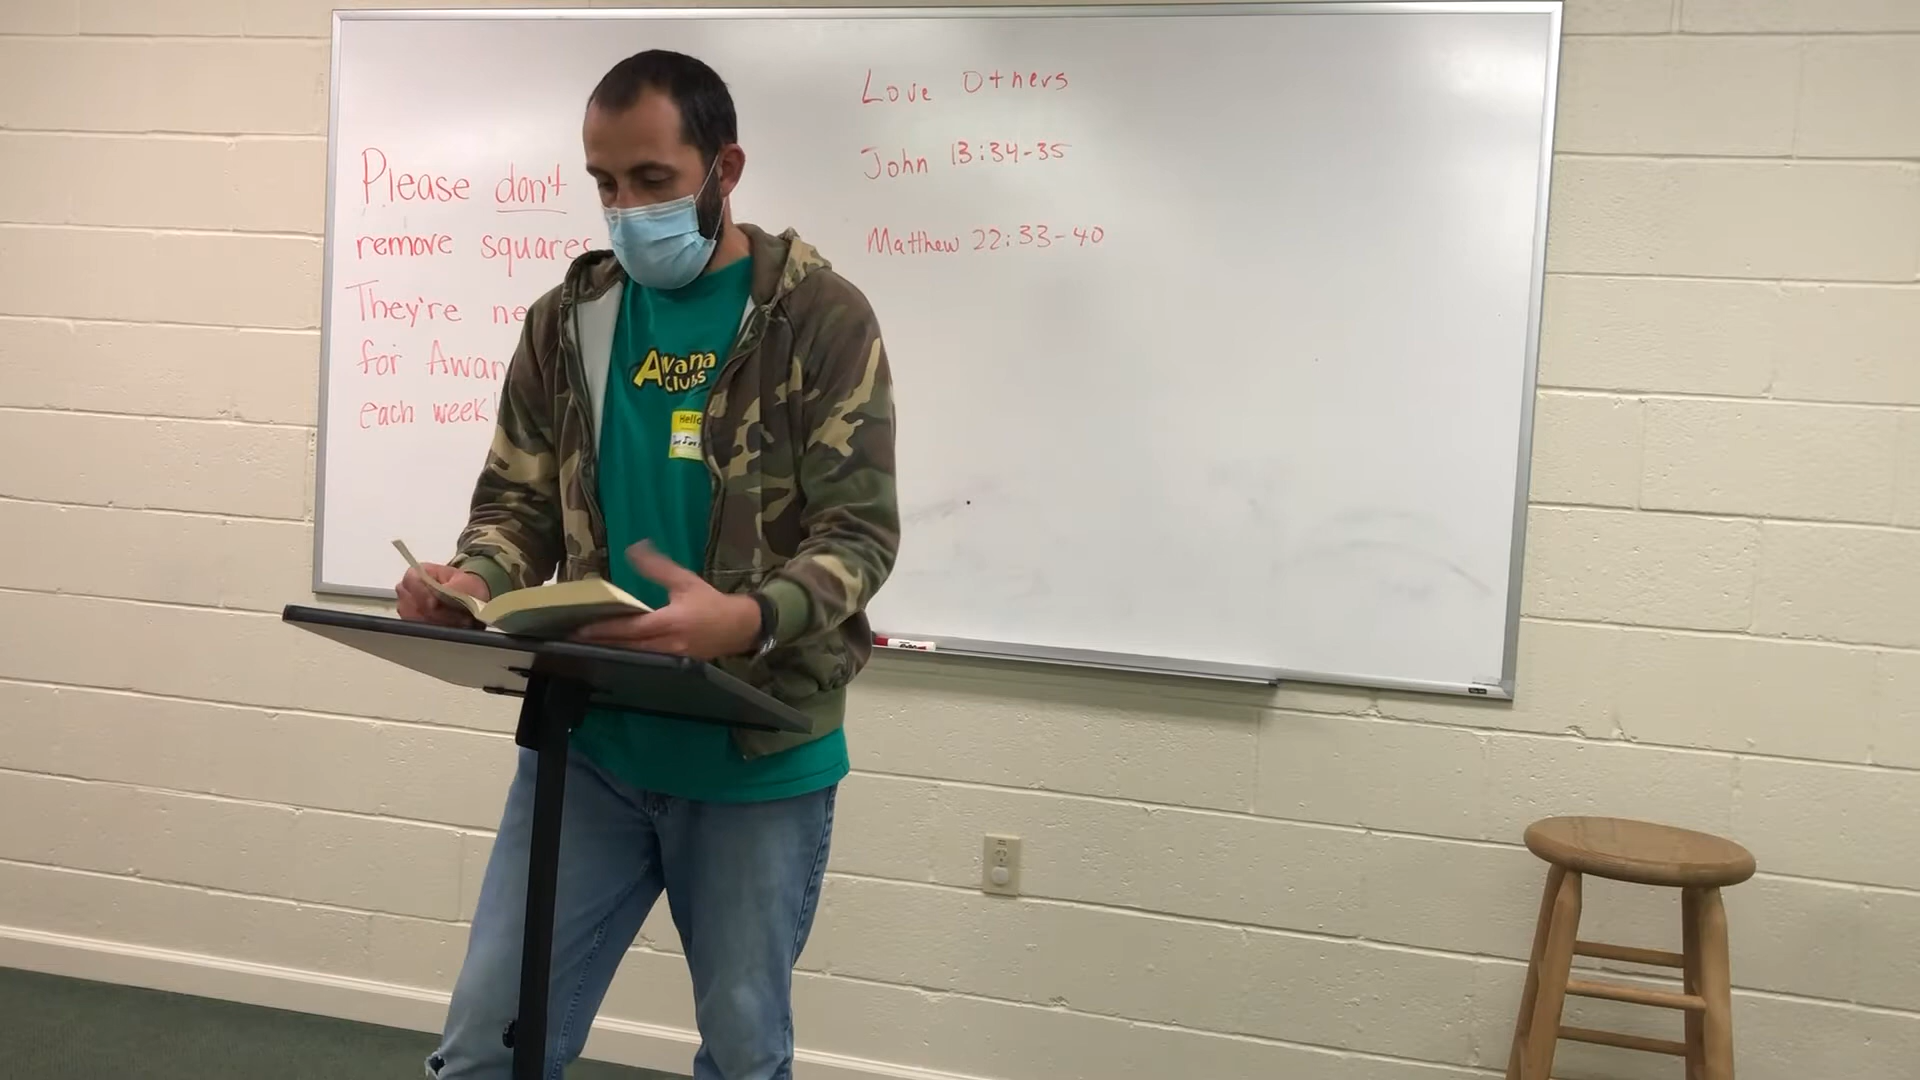 Please don't
remove squares
They're ne
for Awan
each week
Love Others
John 13:34-35
Matthew 22:33-40
Awana
Clubs
Hello